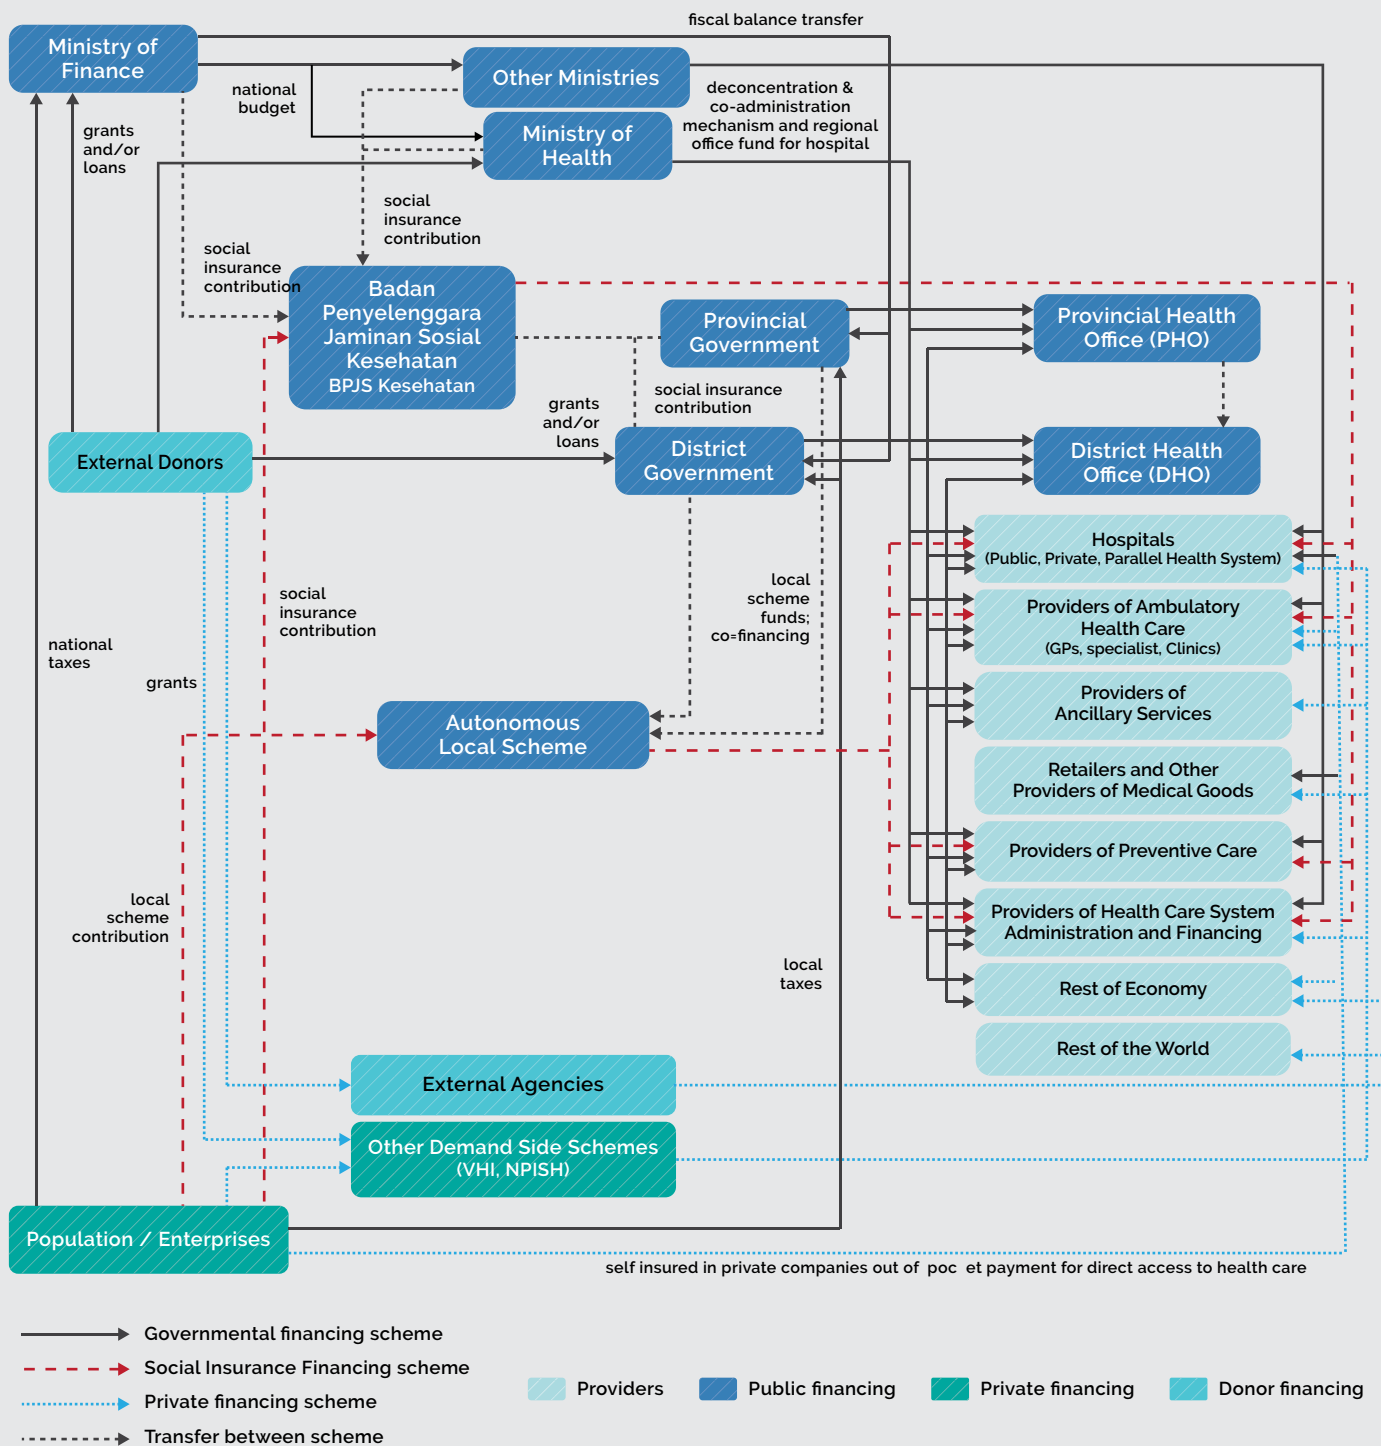 fiscal balance transfer
Ministry of
Finance
Other Ministries
national
budget
deconcentration &
co-administration
mechanism and regional
office fund for hospital
Ministry of
Health
grants
and/or
loans
social
insurance
contribution
social
insurance
contribution
Badan
Penyelenggara
Jaminan Sosial
Kesehatan
BPJS Kesehatan
Provincial
Government
Provincial Health
Office (PHO)
social insurance
contribution
grants
and/or
loans
External Donors
District
Government
District Health
Office (DHO)
Hospitals
(Public, Private, Parallel Health System)
social
insurance
contribution
local
scheme
funds;
co=financing
Providers of Ambulatory
Health Care
(GPs, specialist, Clinics)
national
taxes
grants
Providers of
Ancillary Services
Autonomous
Local Scheme
Retailers and Other
Providers of Medical Goods
Providers of Preventive Care
local
scheme
contribution
Providers of Health Care System
Administration and Financing
local
taxes
Rest of Economy
Rest of the World
External Agencies
Other Demand Side Schemes
(VHI, NPISH)
Population / Enterprises
self insured in private companies out of poc et payment for direct access to health care
Governmental financing scheme
Social Insurance Financing scheme
Private financing scheme
Transfer between scheme
Providers
Public financing
Private financing
Donor financing